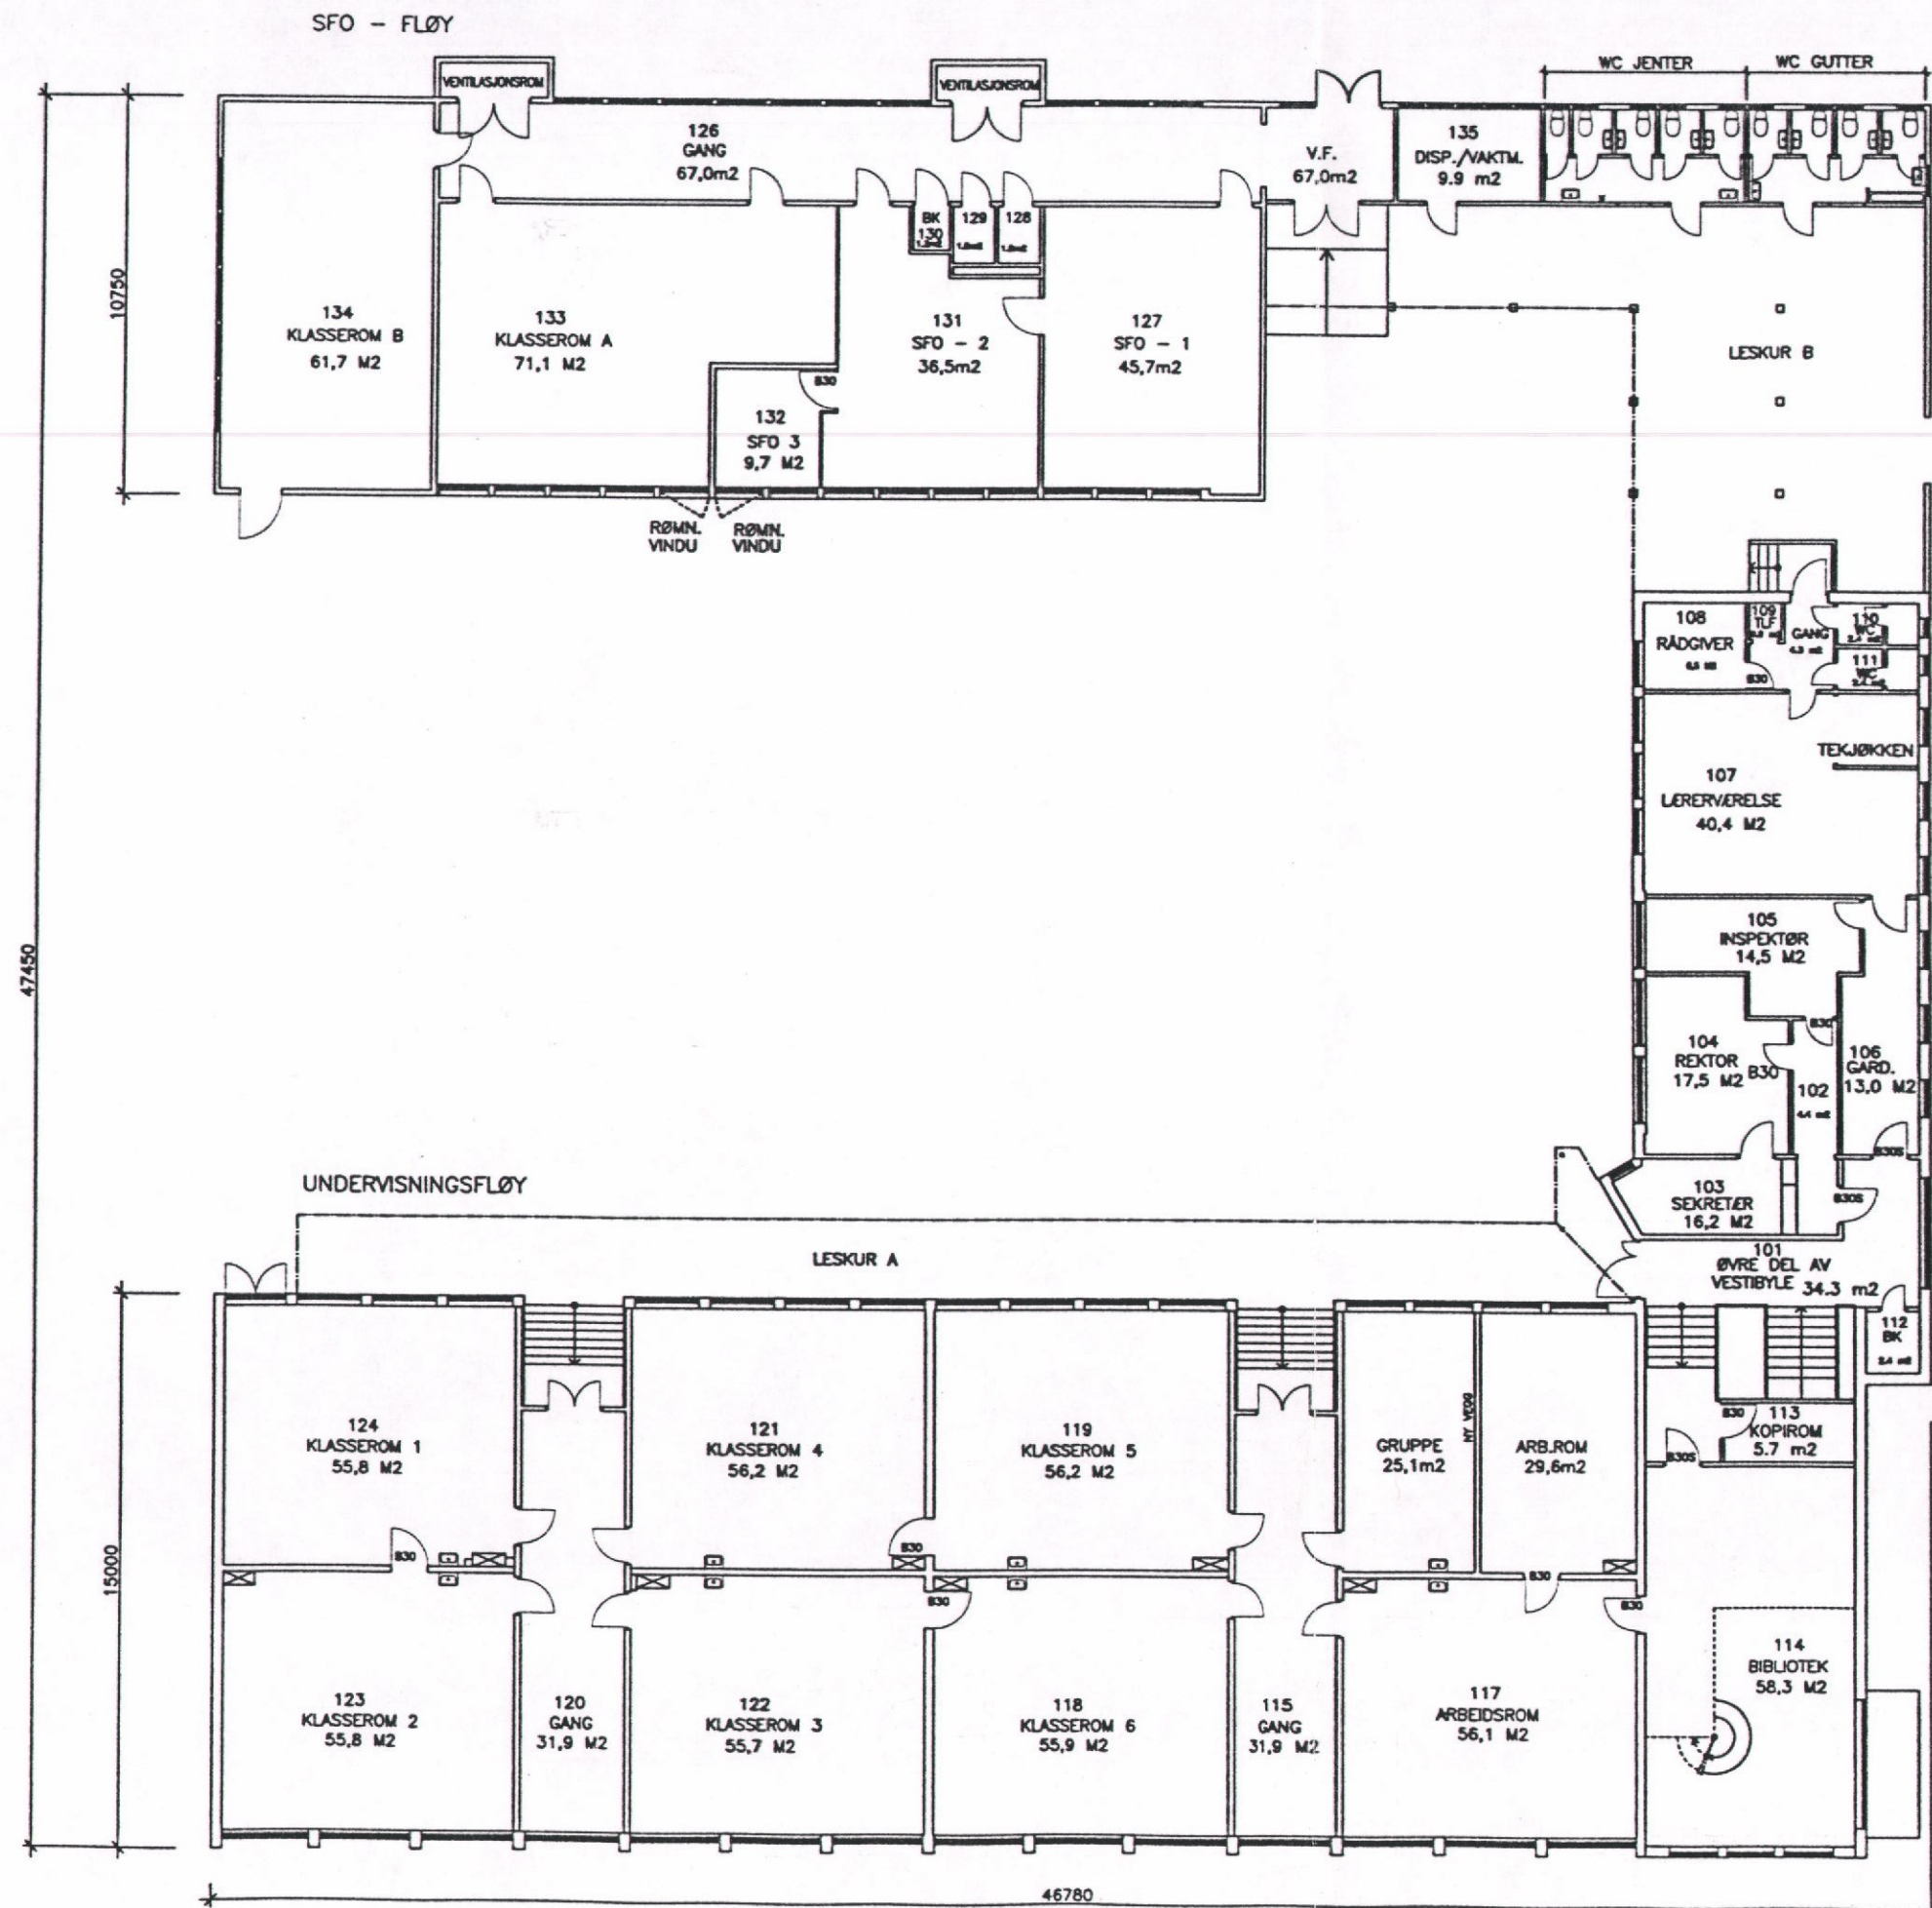 SFO - FLØY
WC JENTER
WC GUTTER
VENTILASJONSROM
VENTILASJONSROM
126
GANG
67,0m2
V.F.
67,0m2
135
DISP./VAKTM.
9.9 m2
BK
130
129
128
10750
134
KLASSEROM B
61,7 M2
133
KLASSEROM A
71,1 M2
131
SFO - 2
36,5m2
127
SFO - 1
45,7m2
LESKUR B
B30
132
SFO 3
9,7 M2
RØMN.
VINDU
RØMN.
VINDU
108
RÅDGIVER
109
TLF
GANG
110
WC
111
WC
B30
TEKJØKKEN
107
LÆRERVÆRELSE
40,4 M2
47450
105
INSPEKTØR
14,5 M2
B30
104
REKTOR
17,5 M2
B30
102
106
GARD.
13,0 M2
B30S
UNDERVISNINGSFLØY
103
SEKRETÆR
16,2 M2
B30S
LESKUR A
101
ØVRE DEL AV
VESTIBYLE 34.3 m2
112
BK
124
KLASSEROM 1
55,8 M2
121
KLASSEROM 4
56,2 M2
119
KLASSEROM 5
56,2 M2
GRUPPE
25,1m2
NY VEGG
ARB.ROM
29,6m2
B30
113
KOPIROM
5.7 m2
B30S
B30
B30
B30
B30
B30
15000
123
KLASSEROM 2
55,8 M2
120
GANG
31,9 M2
122
KLASSEROM 3
55,7 M2
118
KLASSEROM 6
55,9 M2
115
GANG
31,9 M2
117
ARBEIDSROM
56,1 M2
114
BIBLIOTEK
58,3 M2
46780